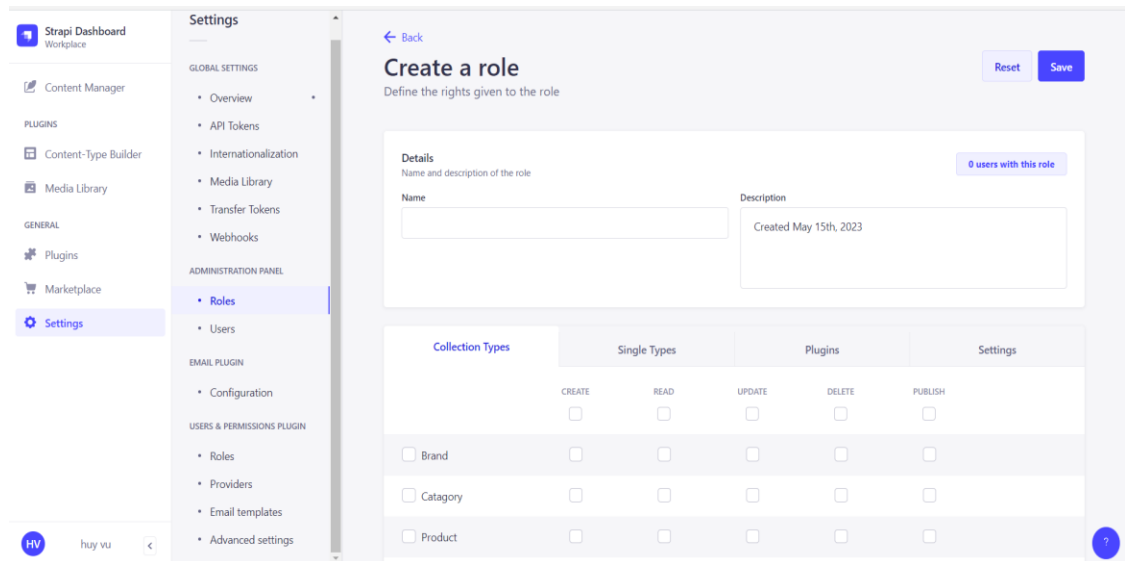 Strapi Dashboard
Workplace
Content Manager
PLUGINS
Content-Type Builder
Media Library
GENERAL
Plugins
Marketplace
Settings
HV
huy vu
Settings
GLOBAL SETTINGS
Overview
API Tokens
Internationalization
Media Library
Transfer Tokens
Webhooks
ADMINISTRATION PANEL
Roles
Users
EMAIL PLUGIN
Configuration
USERS & PERMISSIONS PLUGIN
Roles
Providers
Email templates
Advanced settings
Back
Create a role
Define the rights given to the role
Reset
Save
Details
Name and description of the role
0 users with this role
Name
Description
Created May 15th, 2023
Collection Types
Single Types
Plugins
Settings
CREATE READ UPDATE DELETE PUBLISH
Brand
Catagory
Product
?